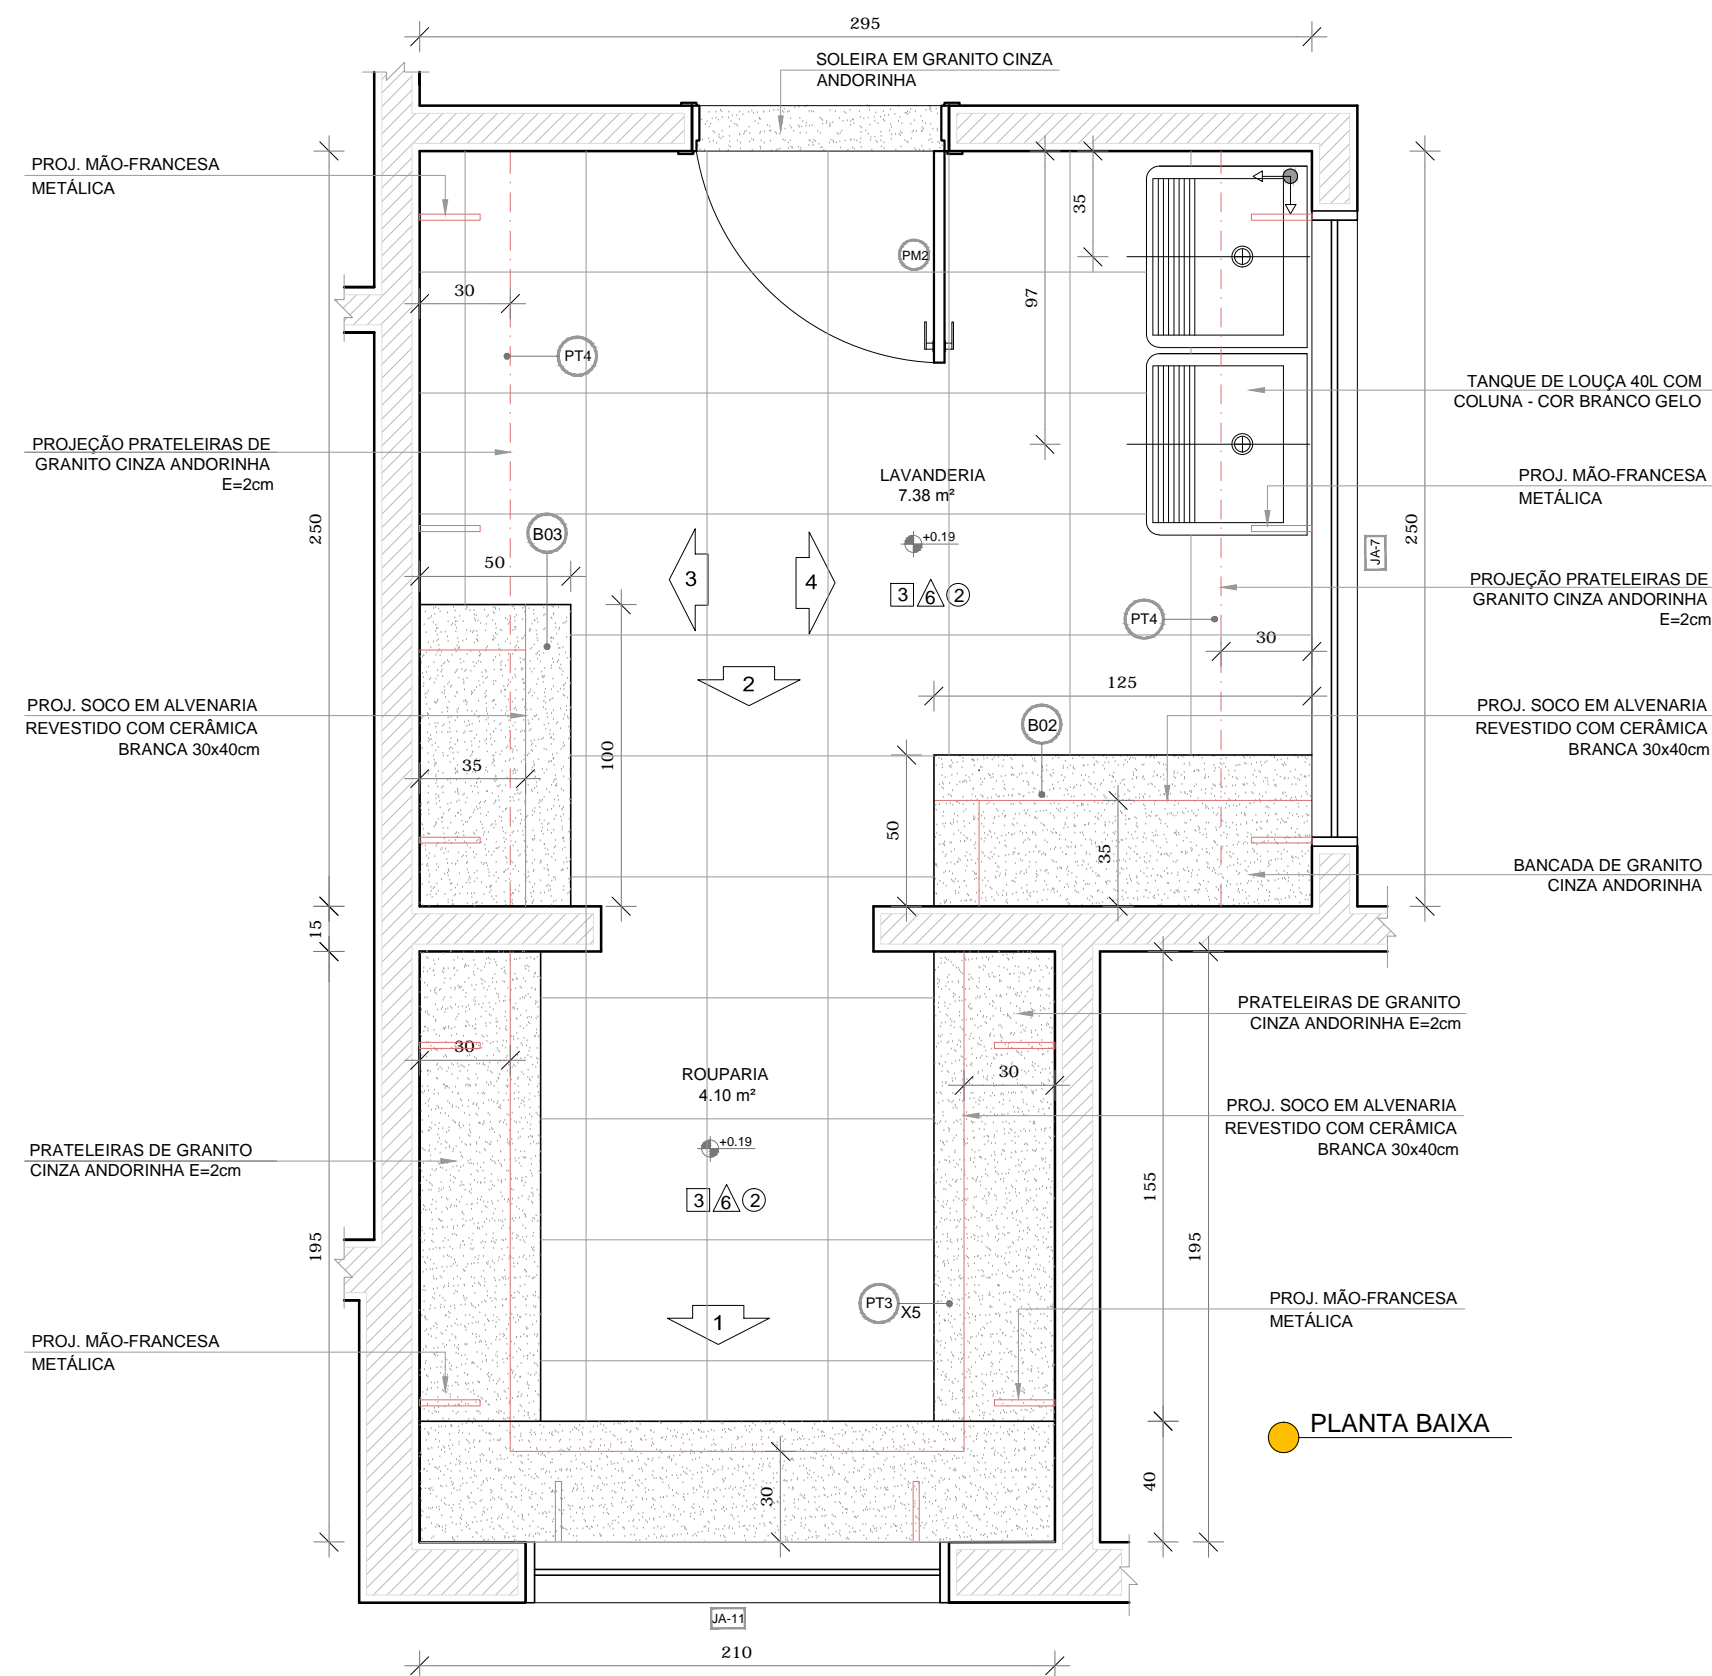 295
SOLEIRA EM GRANITO CINZA
ANDORINHA
PROJ. MÃO-FRANCESA
METÁLICA
35
PM2
97
30
PT4
TANQUE DE LOUÇA 40L COM
COLUNA - COR BRANCO GELO
PROJEÇÃO PRATELEIRAS DE
GRANITO CINZA ANDORINHA
E=2cm
LAVANDERIA
7.38 m²
PROJ. MÃO-FRANCESA
METÁLICA
250
250
B03
+0.19
JA-7
50
3
4
3 6 2
PROJEÇÃO PRATELEIRAS DE
GRANITO CINZA ANDORINHA
E=2cm
PT4
30
2
125
PROJ. SOCO EM ALVENARIA
REVESTIDO COM CERÂMICA
BRANCA 30x40cm
B02
PROJ. SOCO EM ALVENARIA
REVESTIDO COM CERÂMICA
BRANCA 30x40cm
100
35
50
35
BANCADA DE GRANITO
CINZA ANDORINHA
15
PRATELEIRAS DE GRANITO
CINZA ANDORINHA E=2cm
30
ROUPARIA
4.10 m²
30
PROJ. SOCO EM ALVENARIA
REVESTIDO COM CERÂMICA
BRANCA 30x40cm
+0.19
PRATELEIRAS DE GRANITO
CINZA ANDORINHA E=2cm
155
3 6 2
195
195
PT3
X5
PROJ. MÃO-FRANCESA
METÁLICA
1
PROJ. MÃO-FRANCESA
METÁLICA
PLANTA BAIXA
40
30
JA-11
210